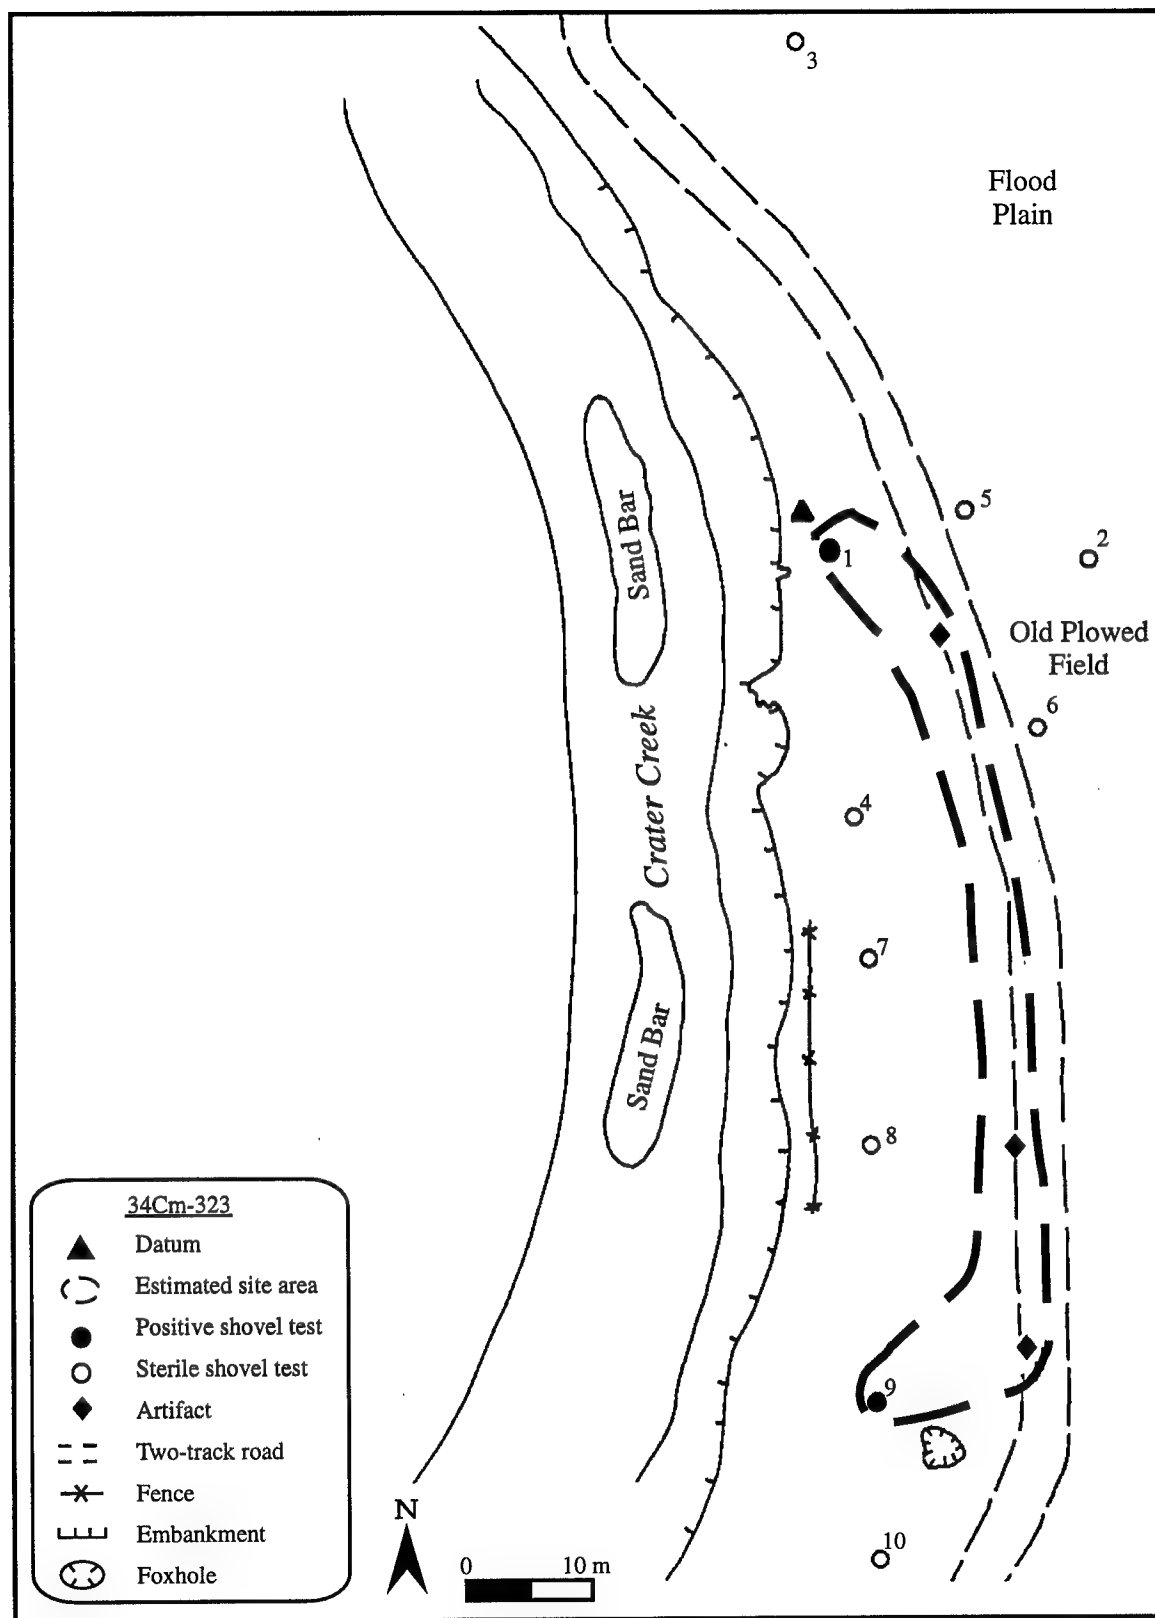 3
Flood
Plain
5
2
1
Sand Bar
Old Plowed
Field
6
Crater Creek
4
7
Sand Bar
8
9
10
34Cm-323
Datum
Estimated site area
Positive shovel test
Sterile shovel test
Artifact
Two-track road
Fence
Embankment
Foxhole
N
0 10 m